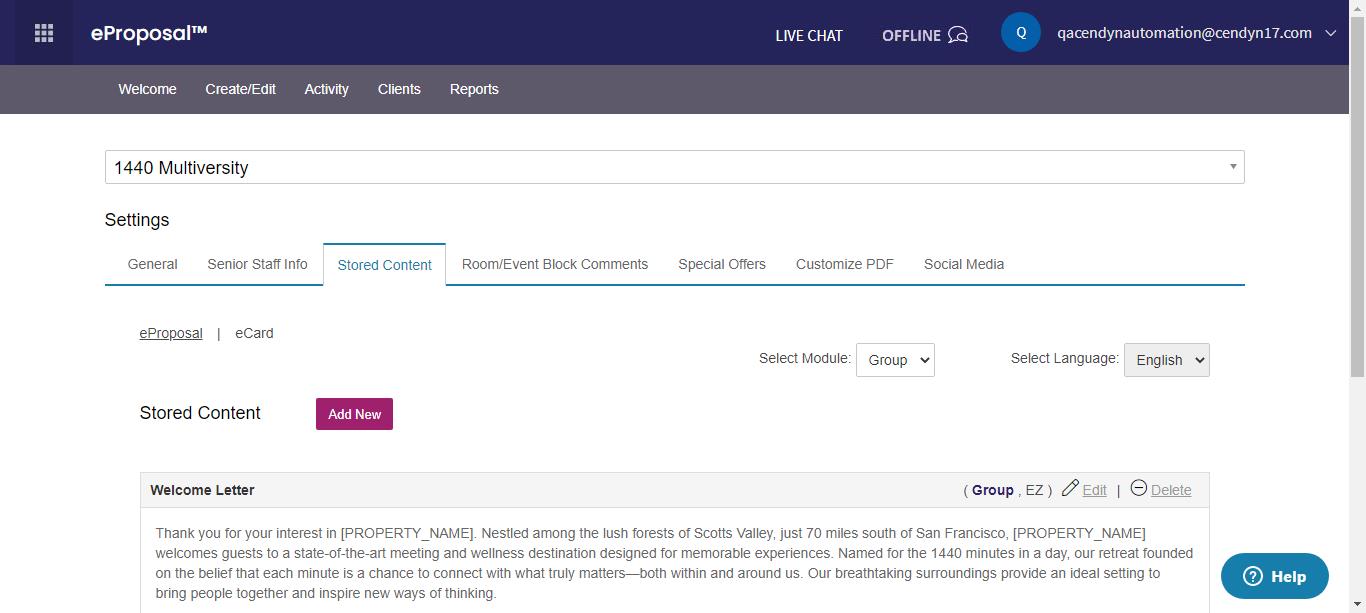 eProposal™
LIVE CHAT
OFFLINE
Q
qacendynautomation@cendyn17.com
Welcome
Create/Edit
Activity
Clients
Reports
1440 Multiversity
Settings
General
Senior Staff Info
Stored Content
Room/Event Block Comments
Special Offers
Customize PDF
Social Media
eProposal | eCard
Select Module: Group
Select Language: English
Stored Content
Add New
Welcome Letter
( Group , EZ ) Edit | Delete
Thank you for your interest in [PROPERTY_NAME]. Nestled among the lush forests of Scotts Valley, just 70 miles south of San Francisco, [PROPERTY_NAME]
welcomes guests to a state-of-the-art meeting and wellness destination designed for memorable experiences. Named for the 1440 minutes in a day, our retreat founded
on the belief that each minute is a chance to connect with what truly matters—both within and around us. Our breathtaking surroundings provide an ideal setting to
bring people together and inspire new ways of thinking.
Help